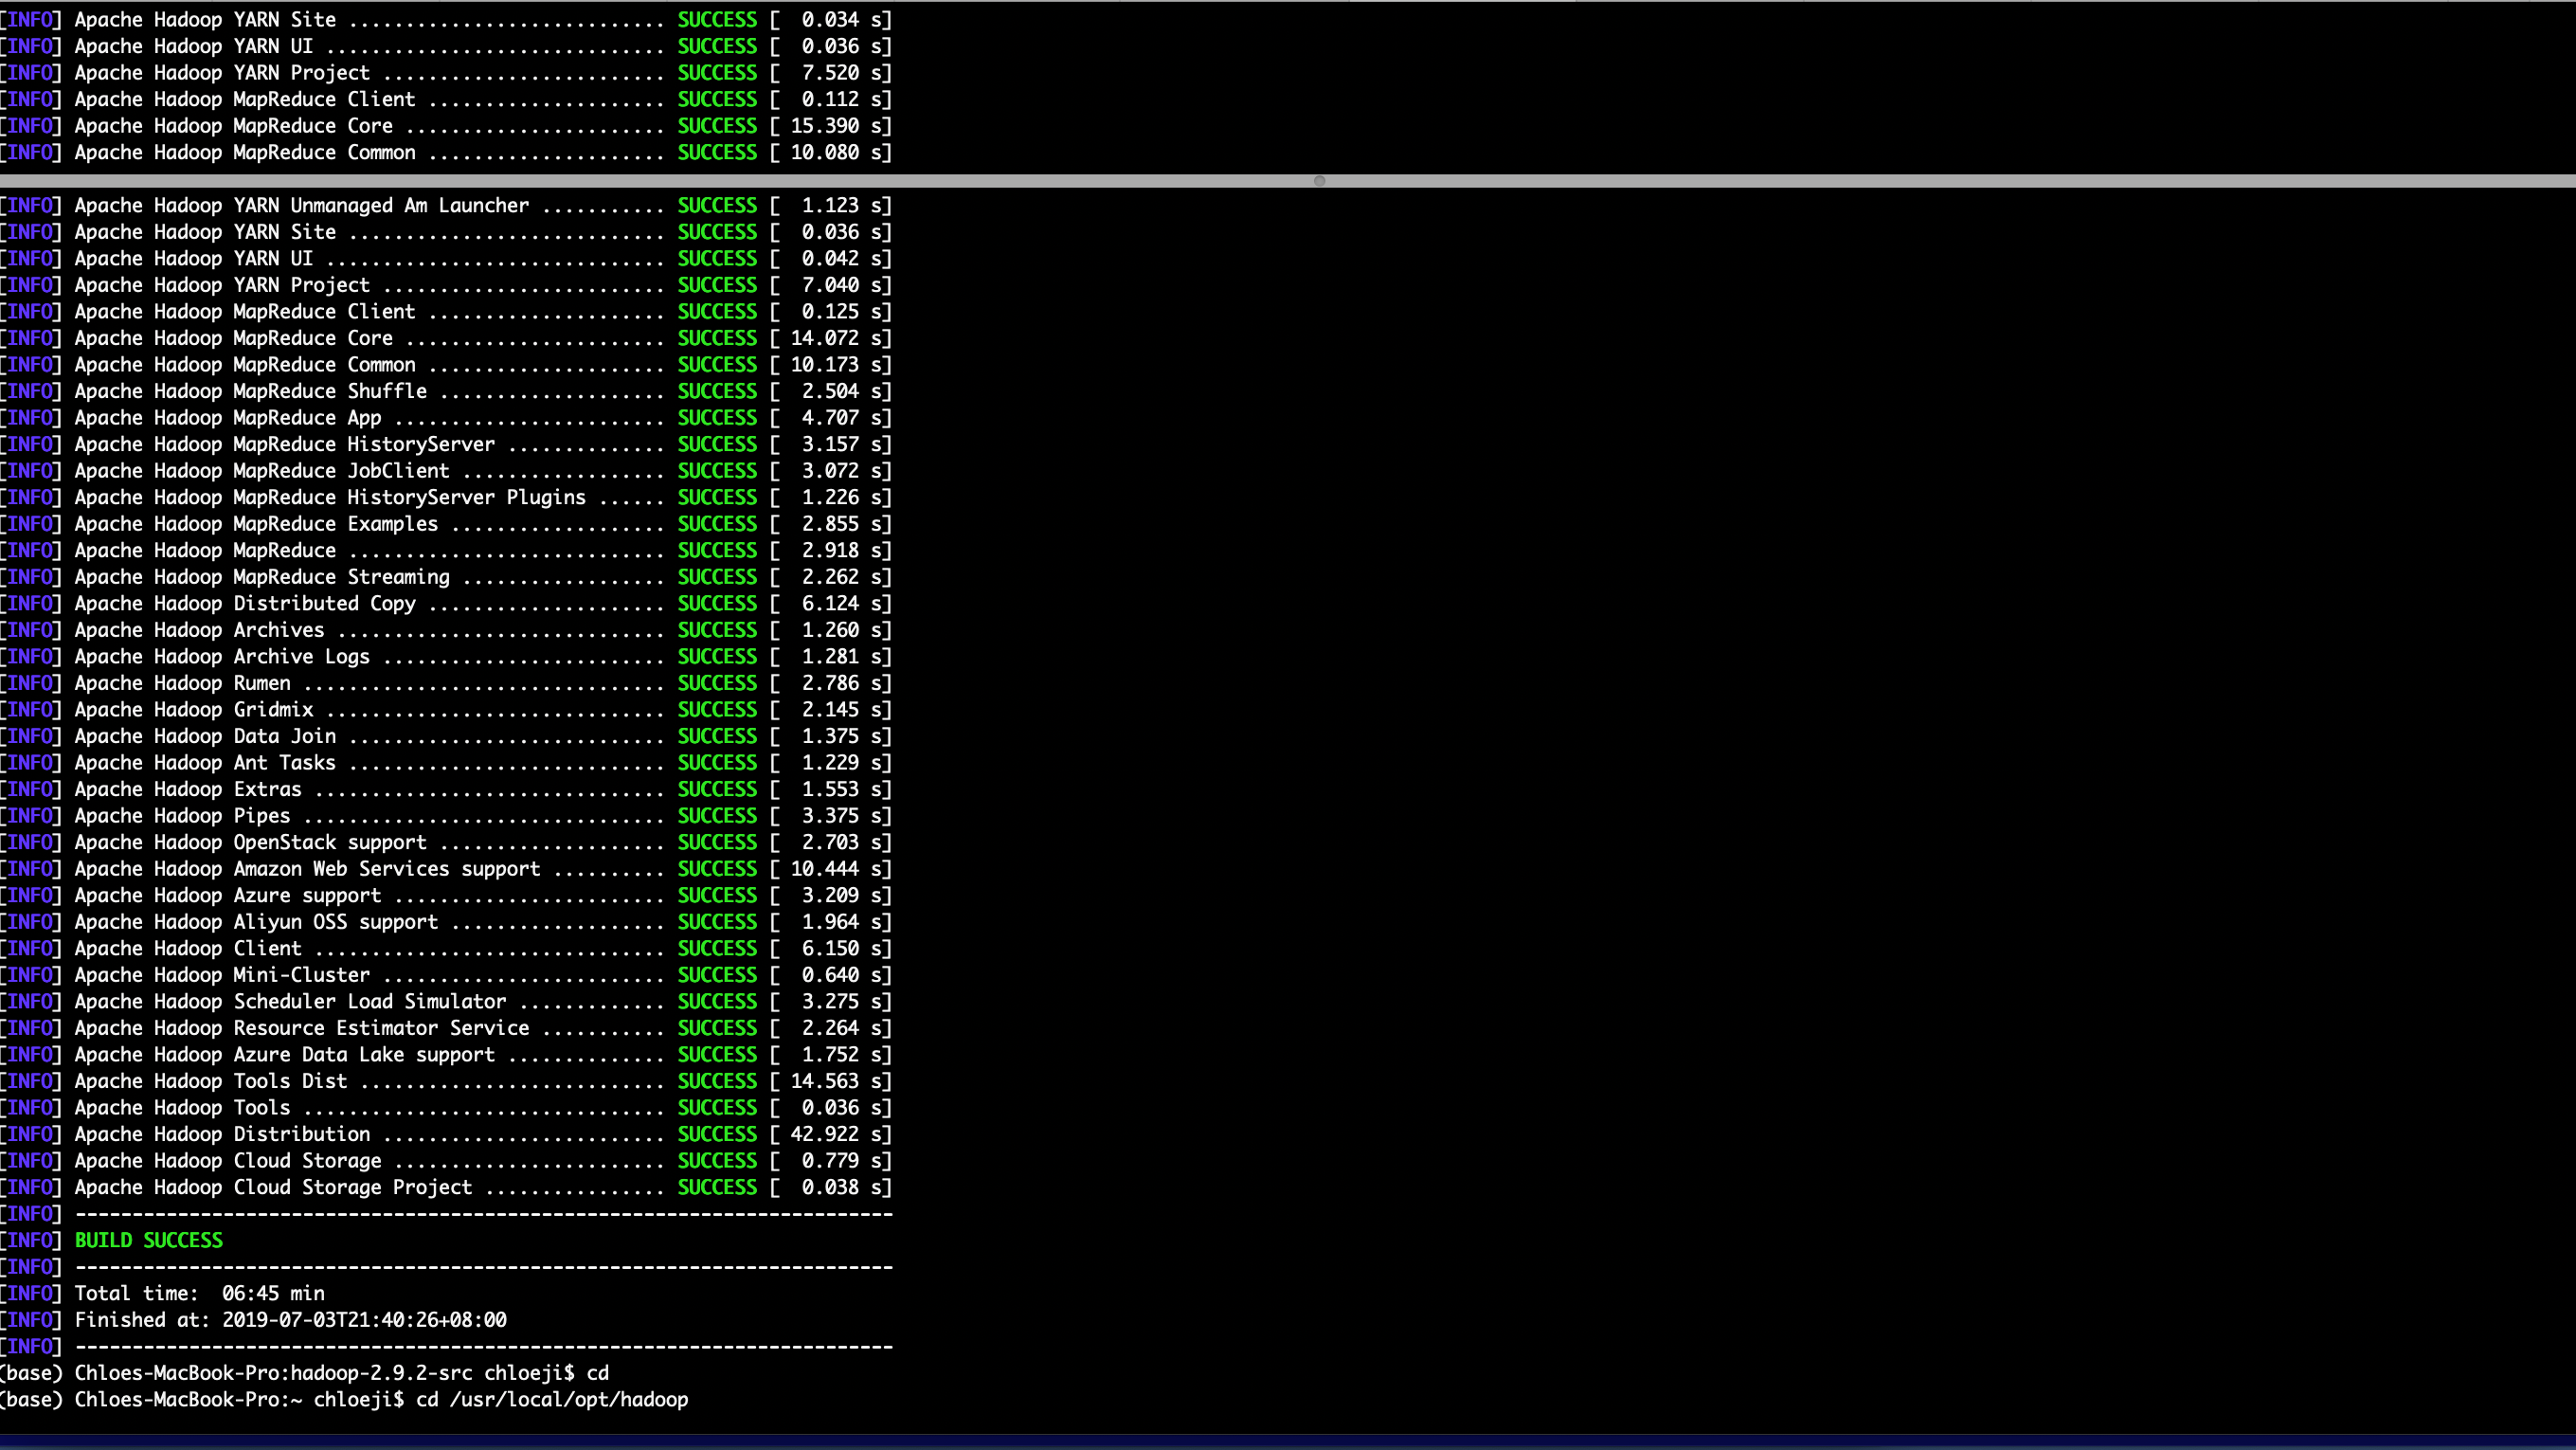 [INFO] Apache Hadoop YARN Site ............................ SUCCESS [  0.034 s]
[INFO] Apache Hadoop YARN UI .............................. SUCCESS [  0.036 s]
[INFO] Apache Hadoop YARN Project ......................... SUCCESS [  7.520 s]
[INFO] Apache Hadoop MapReduce Client ..................... SUCCESS [  0.112 s]
[INFO] Apache Hadoop MapReduce Core ....................... SUCCESS [ 15.390 s]
[INFO] Apache Hadoop MapReduce Common ..................... SUCCESS [ 10.080 s]
[INFO] Apache Hadoop YARN Unmanaged Am Launcher ........... SUCCESS [  1.123 s]
[INFO] Apache Hadoop YARN Site ............................ SUCCESS [  0.036 s]
[INFO] Apache Hadoop YARN UI .............................. SUCCESS [  0.042 s]
[INFO] Apache Hadoop YARN Project ......................... SUCCESS [  7.040 s]
[INFO] Apache Hadoop MapReduce Client ..................... SUCCESS [  0.125 s]
[INFO] Apache Hadoop MapReduce Core ....................... SUCCESS [ 14.072 s]
[INFO] Apache Hadoop MapReduce Common ..................... SUCCESS [ 10.173 s]
[INFO] Apache Hadoop MapReduce Shuffle .................... SUCCESS [  2.504 s]
[INFO] Apache Hadoop MapReduce App ........................ SUCCESS [  4.707 s]
[INFO] Apache Hadoop MapReduce HistoryServer .............. SUCCESS [  3.157 s]
[INFO] Apache Hadoop MapReduce JobClient .................. SUCCESS [  3.072 s]
[INFO] Apache Hadoop MapReduce HistoryServer Plugins ...... SUCCESS [  1.226 s]
[INFO] Apache Hadoop MapReduce Examples ................... SUCCESS [  2.855 s]
[INFO] Apache Hadoop MapReduce ............................ SUCCESS [  2.918 s]
[INFO] Apache Hadoop MapReduce Streaming .................. SUCCESS [  2.262 s]
[INFO] Apache Hadoop Distributed Copy ..................... SUCCESS [  6.124 s]
[INFO] Apache Hadoop Archives ............................. SUCCESS [  1.260 s]
[INFO] Apache Hadoop Archive Logs ......................... SUCCESS [  1.281 s]
[INFO] Apache Hadoop Rumen ................................ SUCCESS [  2.786 s]
[INFO] Apache Hadoop Gridmix .............................. SUCCESS [  2.145 s]
[INFO] Apache Hadoop Data Join ............................ SUCCESS [  1.375 s]
[INFO] Apache Hadoop Ant Tasks ............................ SUCCESS [  1.229 s]
[INFO] Apache Hadoop Extras ............................... SUCCESS [  1.553 s]
[INFO] Apache Hadoop Pipes ................................ SUCCESS [  3.375 s]
[INFO] Apache Hadoop OpenStack support .................... SUCCESS [  2.703 s]
[INFO] Apache Hadoop Amazon Web Services support .......... SUCCESS [ 10.444 s]
[INFO] Apache Hadoop Azure support ........................ SUCCESS [  3.209 s]
[INFO] Apache Hadoop Aliyun OSS support ................... SUCCESS [  1.964 s]
[INFO] Apache Hadoop Client ............................... SUCCESS [  6.150 s]
[INFO] Apache Hadoop Mini-Cluster ......................... SUCCESS [  0.640 s]
[INFO] Apache Hadoop Scheduler Load Simulator ............. SUCCESS [  3.275 s]
[INFO] Apache Hadoop Resource Estimator Service ........... SUCCESS [  2.264 s]
[INFO] Apache Hadoop Azure Data Lake support .............. SUCCESS [  1.752 s]
[INFO] Apache Hadoop Tools Dist ........................... SUCCESS [ 14.563 s]
[INFO] Apache Hadoop Tools ................................ SUCCESS [  0.036 s]
[INFO] Apache Hadoop Distribution ......................... SUCCESS [ 42.922 s]
[INFO] Apache Hadoop Cloud Storage ........................ SUCCESS [  0.779 s]
[INFO] Apache Hadoop Cloud Storage Project ................ SUCCESS [  0.038 s]
[INFO] ------------------------------------------------------------------------
[INFO] BUILD SUCCESS
[INFO] ------------------------------------------------------------------------
[INFO] Total time:  06:45 min
[INFO] Finished at: 2019-07-03T21:40:26+08:00
[INFO] ------------------------------------------------------------------------
(base) Chloes-MacBook-Pro:hadoop-2.9.2-src chloeji$ cd
(base) Chloes-MacBook-Pro:~ chloeji$ cd /usr/local/opt/hadoop